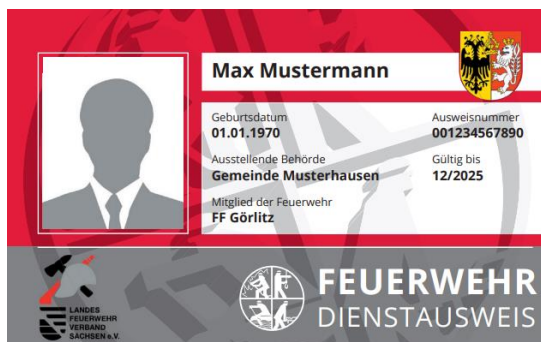 Max Mustermann
Geburtsdatum
01.01.1970
Ausweisnummer
001234567890
Ausstellende Behörde
Gemeinde Musterhausen
Gültig bis
12/2025
Mitglied der Feuerwehr
FF Görlitz
LANDES
FEUERWEHR
VERBAND
SACHSEN e.V.
FEUERWEHR
DIENSTAUSWEIS